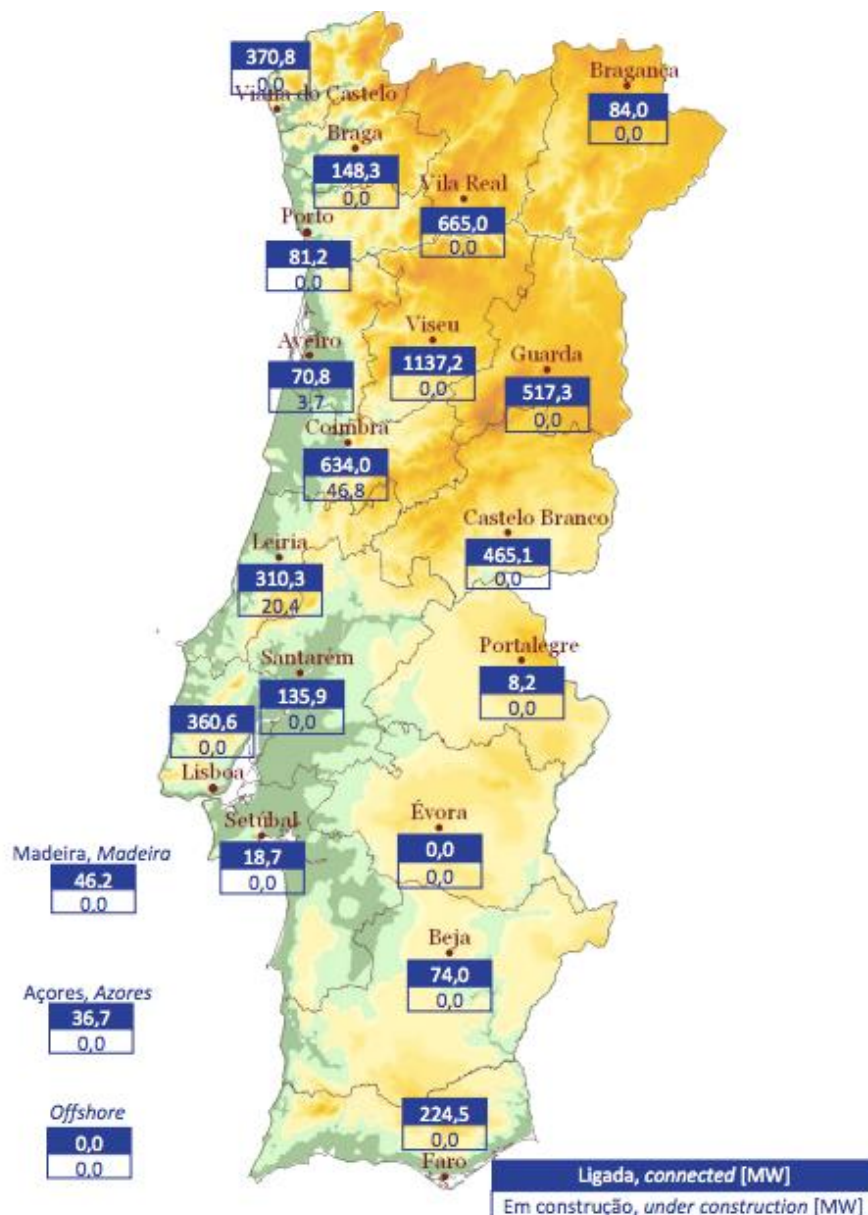 370,8
0,0
Viana do Castelo
Bragança
84,0
0,0
Braga
148,3
0,0
Vila Real
665,0
0,0
Porto
81,2
0,0
Aveiro
70,8
3,7
Viseu
1137,2
0,0
Guarda
517,3
0,0
Coimbra
634,0
46,8
Castelo Branco
465,1
0,0
Leiria
310,3
20,4
Portalegre
8,2
0,0
Santarém
135,9
0,0
360,6
0,0
Lisboa
Setúbal
18,7
0,0
Évora
0,0
0,0
Madeira, Madeira
46.2
0,0
Beja
74,0
0,0
Açores, Azores
36,7
0,0
Offshore
0,0
0,0
224,5
0,0
Faro
Ligada, connected [MW]
Em construção, under construction [MW]